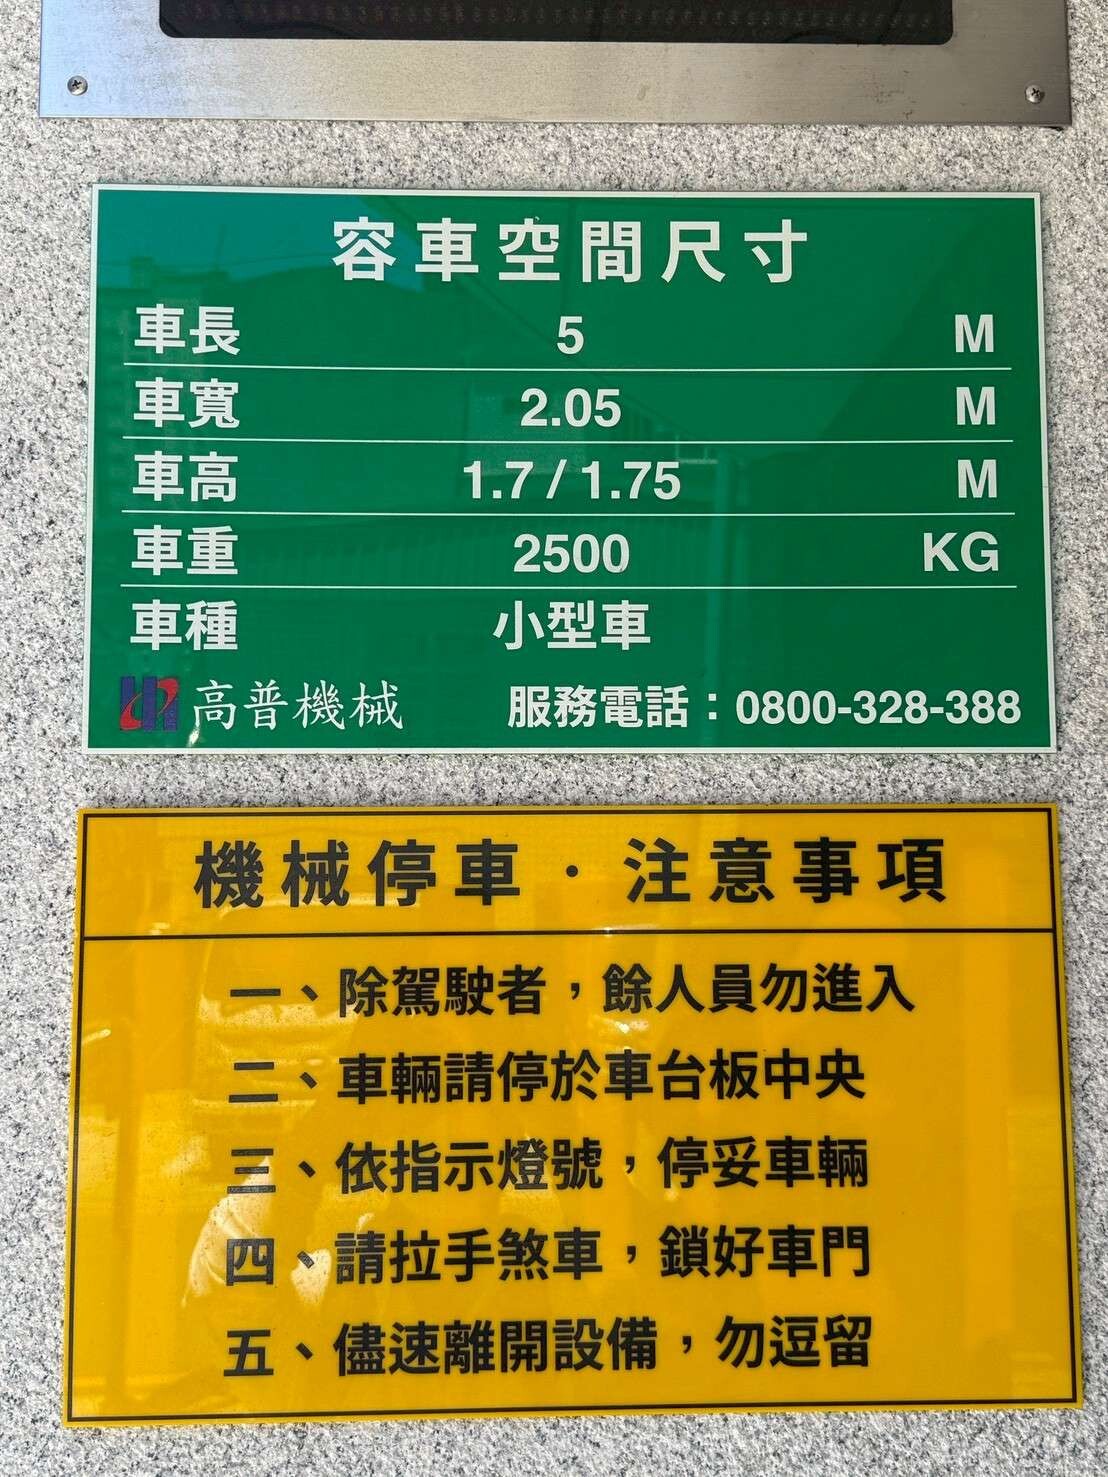 容車空間尺寸
車長 5 M
車寬 2.05 M
車高 1.7 / 1.75 M
車重 2500 KG
車種 小型車
高普機械 服務電話：0800-328-388
機械停車・注意事項
一、除駕駛者，餘人員勿進入
二、車輛請停於車台板中央
三、依指示燈號，停妥車輛
四、請拉手煞車，鎖好車門
五、儘速離開設備，勿逗留